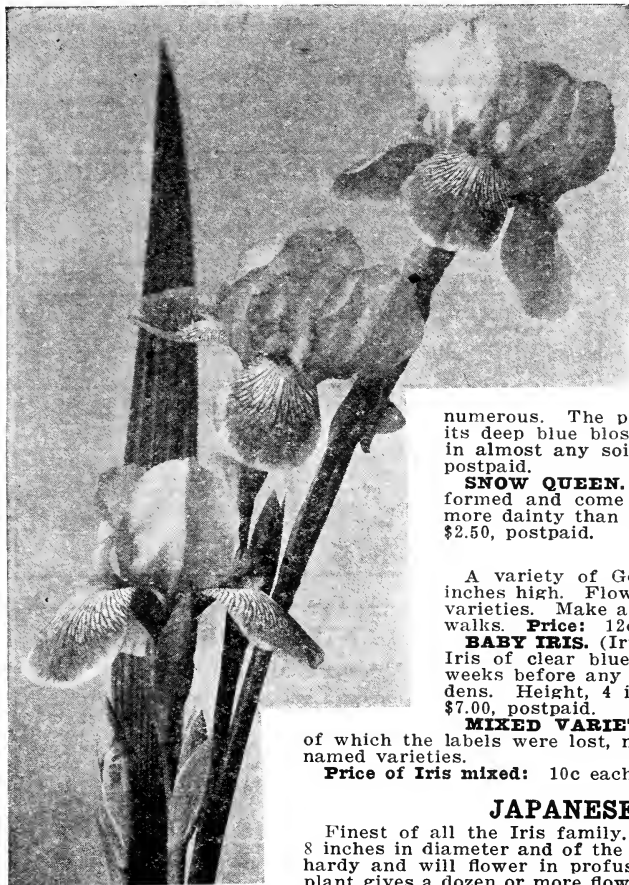 numerous. The p
its deep blue blos
in almost any soi
postpaid.
SNOW QUEEN.
formed and come
more dainty than
$2.50, postpaid.
A variety of Ge
inches high. Flow
varieties. Make a
walks. Price: 12c
BABY IRIS. (Ir
Iris of clear blue
weeks before any
dens. Height, 4 i
$7.00, postpaid.
MIXED VARIE
of which the labels were lost, n
named varieties.
Price of Iris mixed: 10c each
JAPANESE
Finest of all the Iris family.
8 inches in diameter and of the
hardy and will flower in profus
plant gives a dozen or more flow